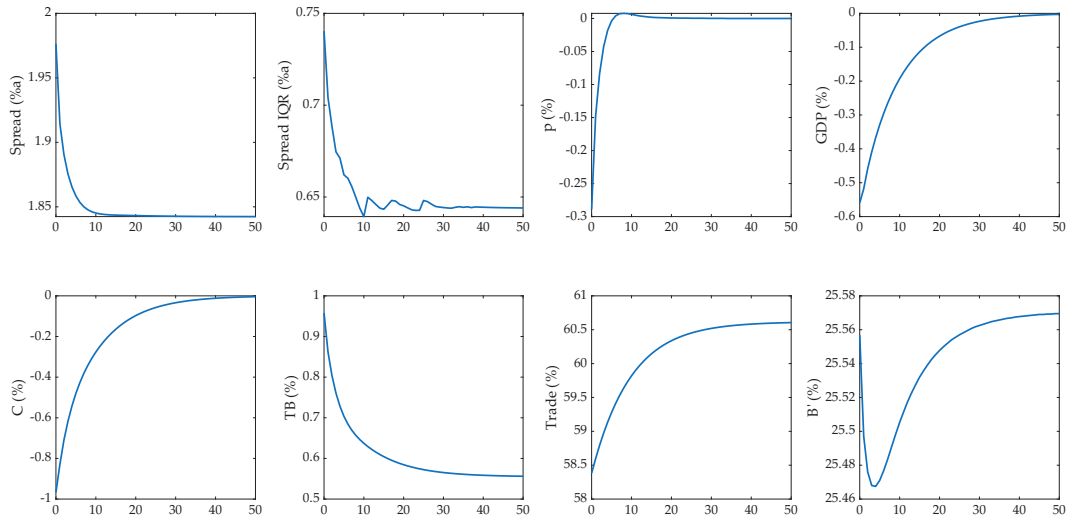 Spread (%a)
2
1.95
1.9
1.85
0 10 20 30 40 50
Spread IQR (%a)
0.75
0.7
0.65
0 10 20 30 40 50
p (%)
0
-0.05
-0.1
-0.15
-0.2
-0.25
-0.3
0 10 20 30 40 50
GDP (%)
0
-0.1
-0.2
-0.3
-0.4
-0.5
-0.6
0 10 20 30 40 50
C (%)
0
-0.2
-0.4
-0.6
-0.8
-1
0 10 20 30 40 50
TB (%)
1
0.9
0.8
0.7
0.6
0.5
0 10 20 30 40 50
Trade (%)
61
60.5
60
59.5
59
58.5
58
0 10 20 30 40 50
B' (%)
25.58
25.56
25.54
25.52
25.5
25.48
25.46
0 10 20 30 40 50